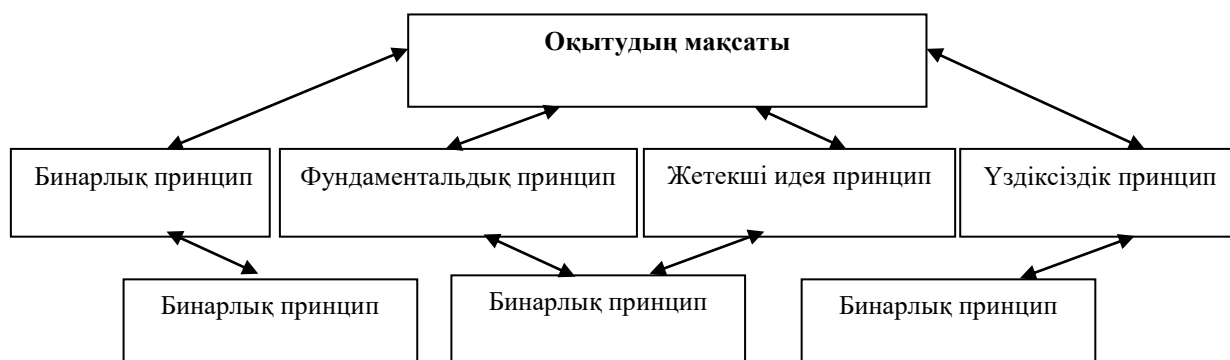 Оқытудың мақсаты
Бинарлық принцип
Фундаментальдық принцип
Жетекші идея принцип
Үздіксіздік принцип
Бинарлық принцип
Бинарлық принцип
Бинарлық принцип